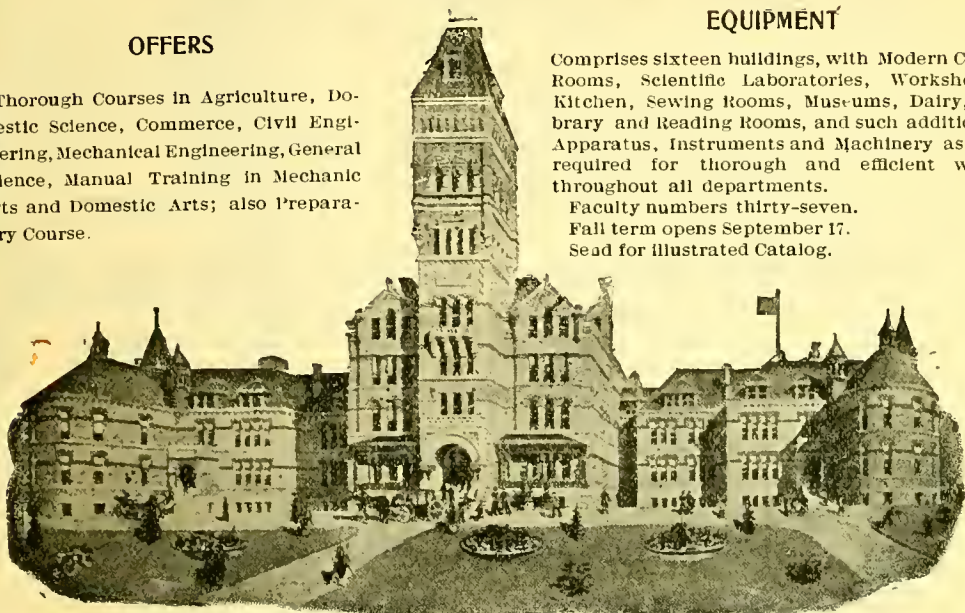 OFFERS
Thorough Courses in Agriculture, Do-
estic Science, Commerce, Civil Engi-
ering, Mechanical Engineering, General
ience, Manual Training in Mechanic
ts and Domestic Arts; also Prepara-
ry Course.
EQUIPMENT
Comprises sixteen buildings, with Modern C
Rooms, Scientific Laboratories, Worksho
Kitchen, Sewing Rooms, Museums, Dairy,
brary and Reading Rooms, and such additio
Apparatus, Instruments and Machinery as
required for thorough and efficient w
throughout all departments.
Faculty numbers thirty-seven.
Fall term opens September 17.
Send for illustrated Catalog.